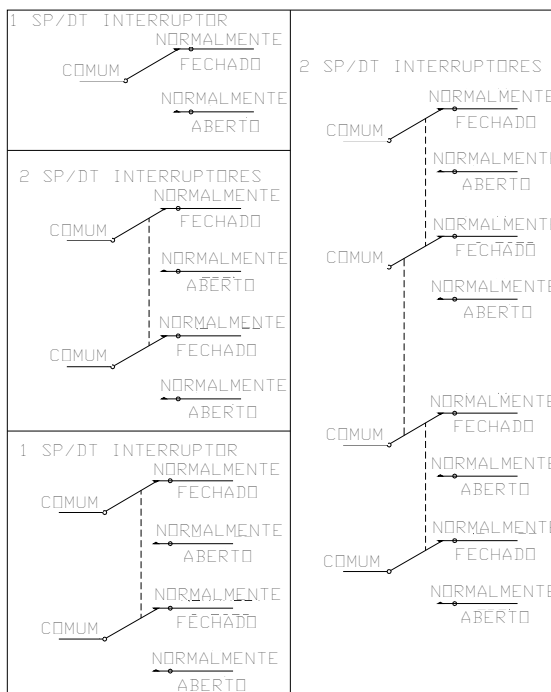 1 SP/DT INTERRUPTOR
NORMALMENTE
FECHADO
COMUM
NORMALMENTE
ABERTO
2 SP/DT INTERRUPTORES
NORMALMENTE
FECHADO
COMUM
NORMALMENTE
ABERTO
NORMALMENTE
FECHADO
COMUM
NORMALMENTE
ABERTO
1 SP/DT INTERRUPTOR
NORMALMENTE
FECHADO
COMUM
NORMALMENTE
ABERTO
NORMALMENTE
FECHADO
COMUM
NORMALMENTE
ABERTO
2 SP/DT INTERRUPTORES
NORMALMENTE
FECHADO
COMUM
NORMALMENTE
ABERTO
NORMALMENTE
FECHADO
COMUM
NORMALMENTE
ABERTO
NORMALMENTE
FECHADO
COMUM
NORMALMENTE
ABERTO
NORMALMENTE
FECHADO
COMUM
NORMALMENTE
ABERTO